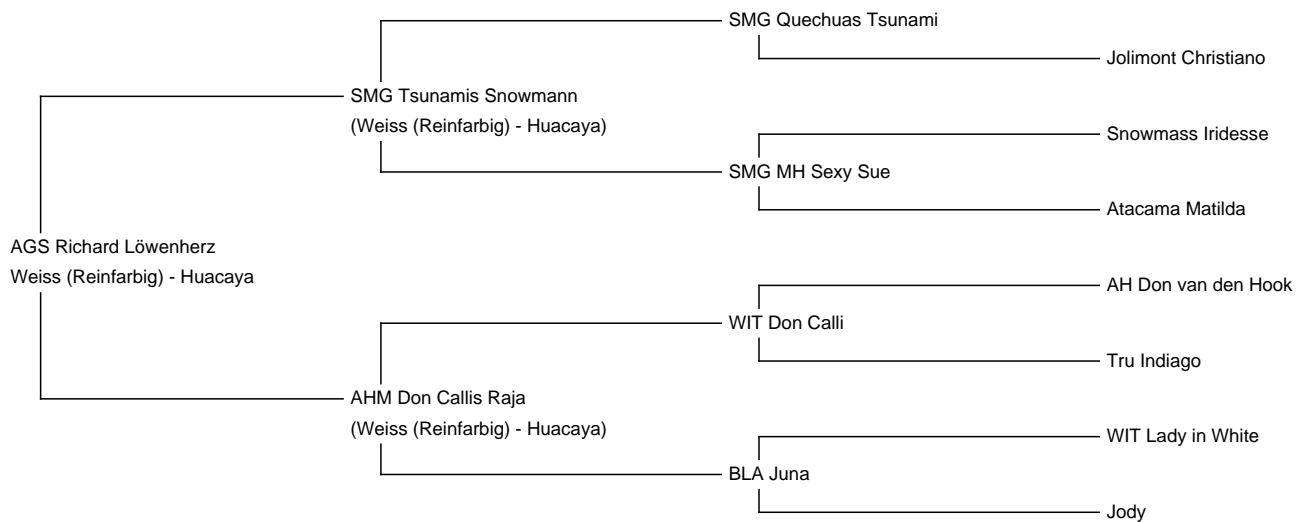 SMG Quechuas Tsunami
Jolimont Christiano
SMG Tsunamis Snowmann
(Weiss (Reinfarbig) - Huacaya)
Snowmass Iridesse
SMG MH Sexy Sue
Atacama Matilda
AGS Richard Löwenherz
Weiss (Reinfarbig) - Huacaya
AH Don van den Hook
WIT Don Calli
Tru Indiago
AHM Don Callis Raja
(Weiss (Reinfarbig) - Huacaya)
WIT Lady in White
BLA Juna
Jody